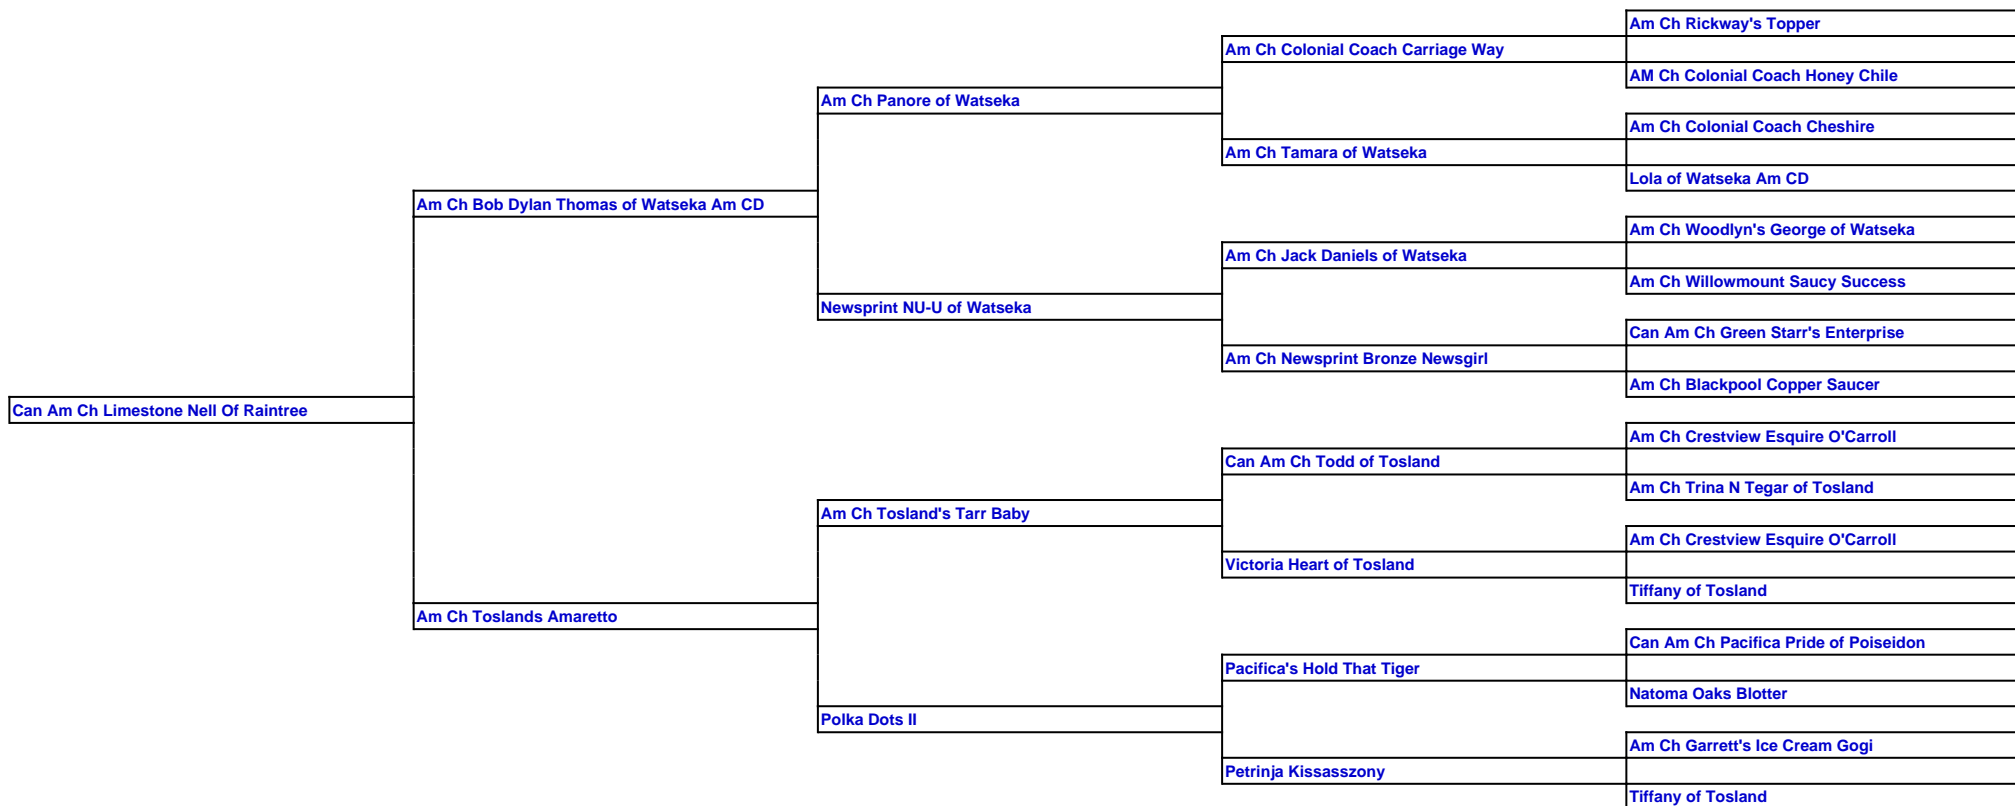 Am Ch Rickway's Topper
Am Ch Colonial Coach Carriage Way
AM Ch Colonial Coach Honey Chile
Am Ch Panore of Watseka
Am Ch Colonial Coach Cheshire
Am Ch Tamara of Watseka
Lola of Watseka Am CD
Am Ch Bob Dylan Thomas of Watseka Am CD
Am Ch Woodlyn's George of Watseka
Am Ch Jack Daniels of Watseka
Am Ch Willowmount Saucy Success
Newsprint NU-U of Watseka
Can Am Ch Green Starr's Enterprise
Am Ch Newsprint Bronze Newsgirl
Am Ch Blackpool Copper Saucer
Can Am Ch Limestone Nell Of Raintree
Am Ch Crestview Esquire O'Carroll
Can Am Ch Todd of Tosland
Am Ch Trina N Tegar of Tosland
Am Ch Tosland's Tarr Baby
Am Ch Crestview Esquire O'Carroll
Victoria Heart of Tosland
Tiffany of Tosland
Am Ch Toslands Amaretto
Can Am Ch Pacifica Pride of Poiseidon
Pacifica's Hold That Tiger
Natoma Oaks Blotter
Polka Dots II
Am Ch Garrett's Ice Cream Gogi
Petrinja Kissasszony
Tiffany of Tosland